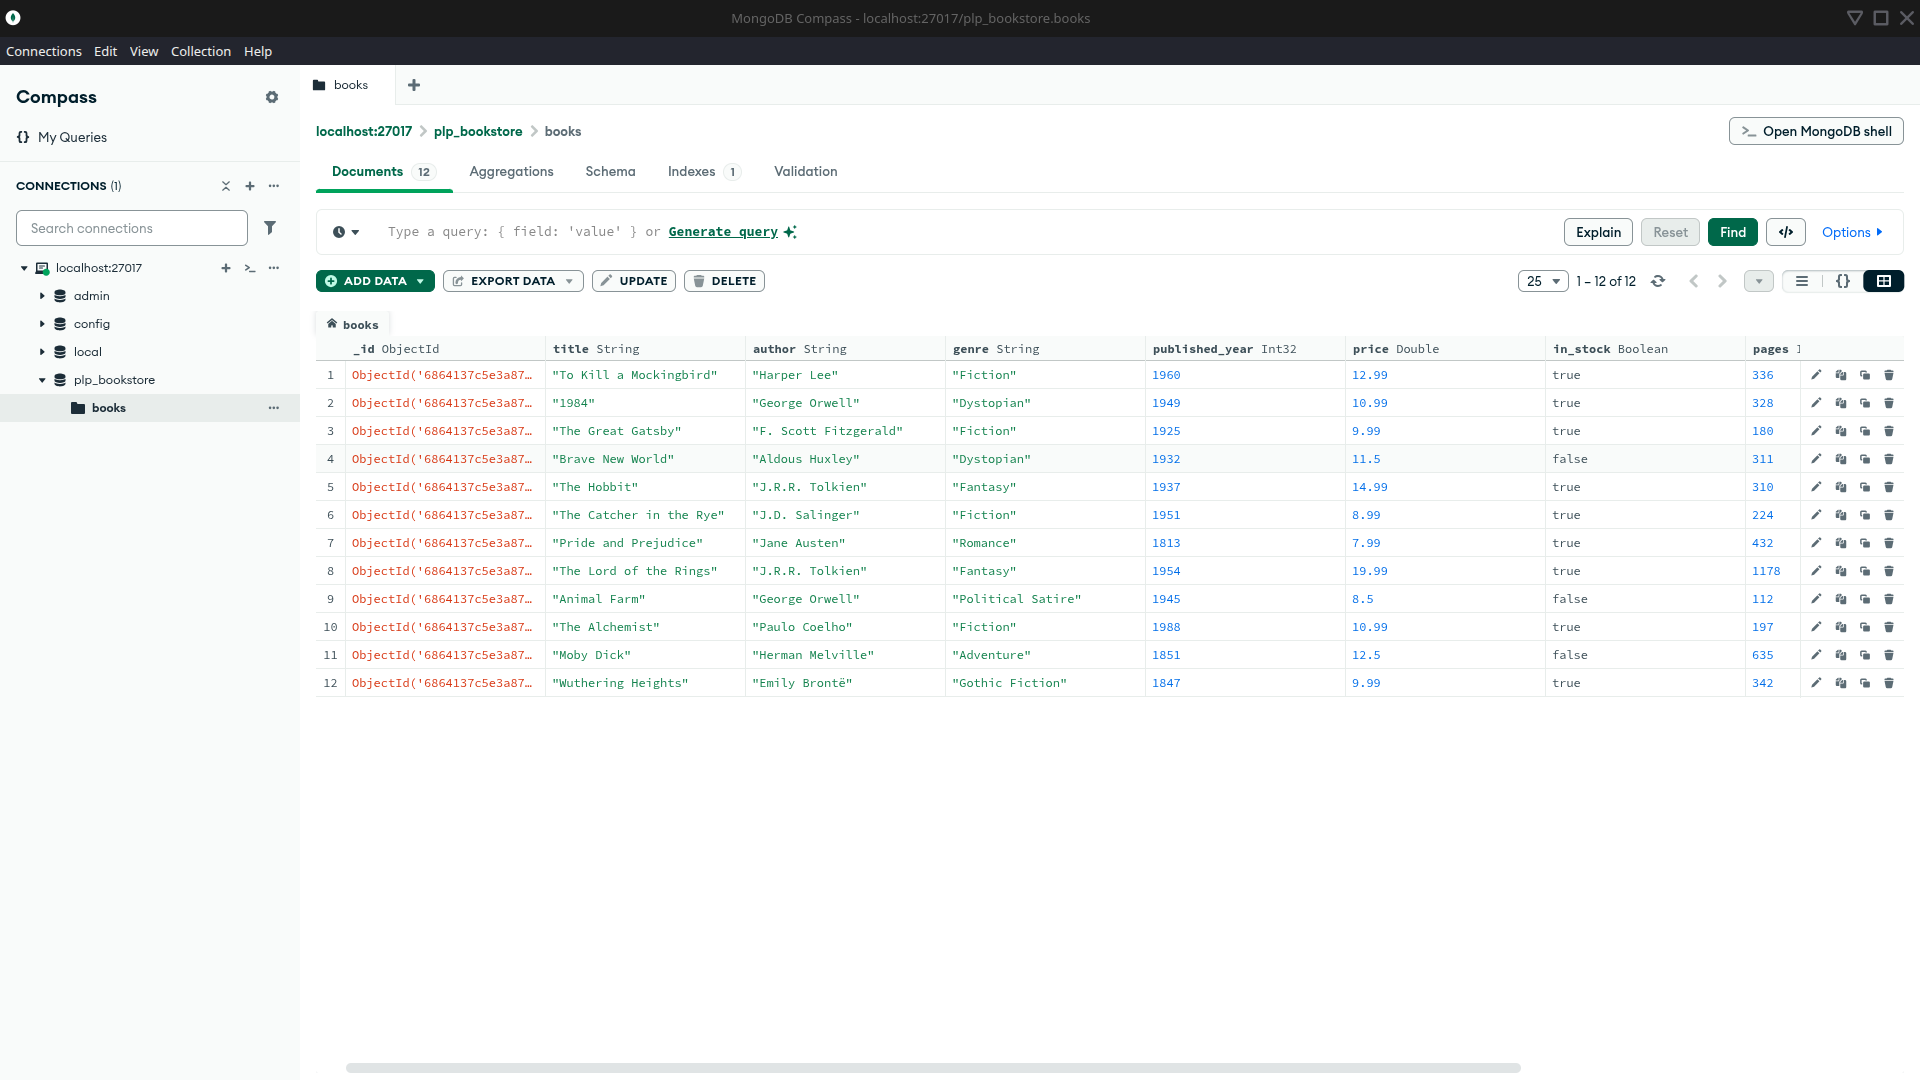 MongoDB Compass - localhost:27017/plp_bookstore.books
Connections Edit View Collection Help
Compass
{} My Queries
CONNECTIONS (1)
Search connections
localhost:27017
admin
config
local
plp_bookstore
books
books
localhost:27017 > plp_bookstore > books
>_ Open MongoDB shell
Documents 12 Aggregations Schema Indexes 1 Validation
Type a query: { field: 'value' } or Generate query
Explain Reset Find </> Options
ADD DATA EXPORT DATA UPDATE DELETE
25 1 – 12 of 12 {}
books
_id ObjectId title String author String genre String published_year Int32 price Double in_stock Boolean pages I
1 ObjectId('6864137c5e3a87… "To Kill a Mockingbird" "Harper Lee" "Fiction" 1960 12.99 true 336
2 ObjectId('6864137c5e3a87… "1984" "George Orwell" "Dystopian" 1949 10.99 true 328
3 ObjectId('6864137c5e3a87… "The Great Gatsby" "F. Scott Fitzgerald" "Fiction" 1925 9.99 true 180
4 ObjectId('6864137c5e3a87… "Brave New World" "Aldous Huxley" "Dystopian" 1932 11.5 false 311
5 ObjectId('6864137c5e3a87… "The Hobbit" "J.R.R. Tolkien" "Fantasy" 1937 14.99 true 310
6 ObjectId('6864137c5e3a87… "The Catcher in the Rye" "J.D. Salinger" "Fiction" 1951 8.99 true 224
7 ObjectId('6864137c5e3a87… "Pride and Prejudice" "Jane Austen" "Romance" 1813 7.99 true 432
8 ObjectId('6864137c5e3a87… "The Lord of the Rings" "J.R.R. Tolkien" "Fantasy" 1954 19.99 true 1178
9 ObjectId('6864137c5e3a87… "Animal Farm" "George Orwell" "Political Satire" 1945 8.5 false 112
10 ObjectId('6864137c5e3a87… "The Alchemist" "Paulo Coelho" "Fiction" 1988 10.99 true 197
11 ObjectId('6864137c5e3a87… "Moby Dick" "Herman Melville" "Adventure" 1851 12.5 false 635
12 ObjectId('6864137c5e3a87… "Wuthering Heights" "Emily Brontë" "Gothic Fiction" 1847 9.99 true 342